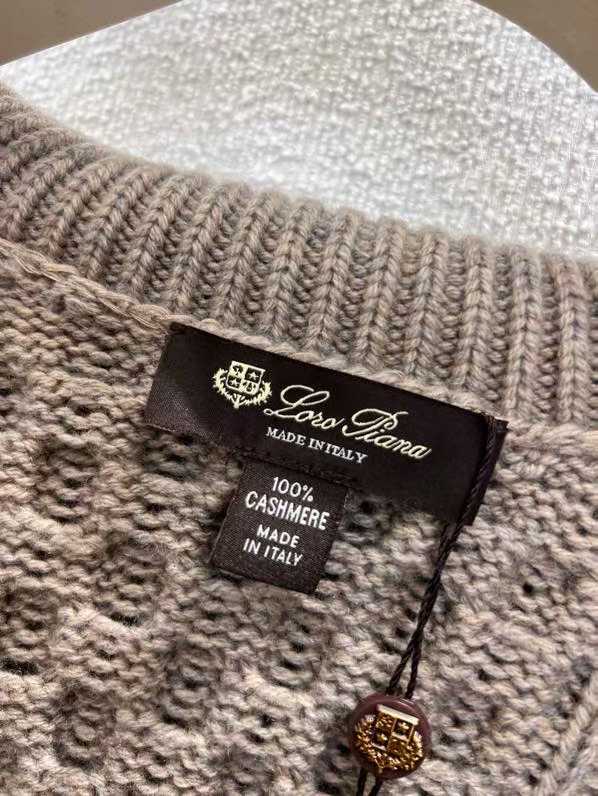 Loro Piana
MADE IN ITALY
100%
CASHMERE
MADE
IN ITALY